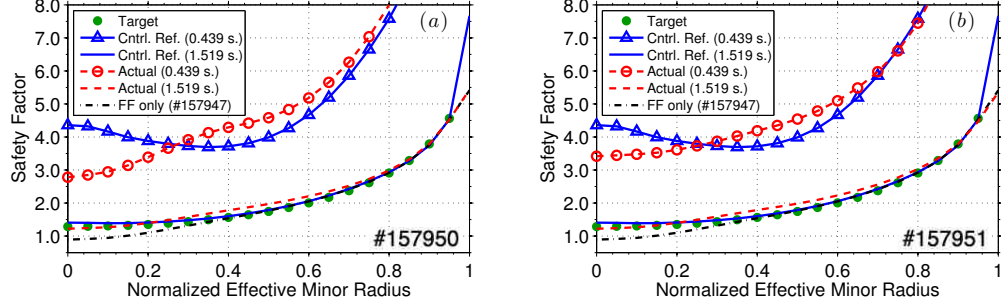 8.0
7.0
6.0
5.0
4.0
3.0
2.0
1.0
Safety Factor
Target
Cntrl. Ref. (0.439 s.)
Cntrl. Ref. (1.519 s.)
Actual (0.439 s.)
Actual (1.519 s.)
FF only (#157947)
(a)
#157950
0 0.2 0.4 0.6 0.8 1
Normalized Effective Minor Radius
8.0
7.0
6.0
5.0
4.0
3.0
2.0
1.0
Safety Factor
Target
Cntrl. Ref. (0.439 s.)
Cntrl. Ref. (1.519 s.)
Actual (0.439 s.)
Actual (1.519 s.)
FF only (#157947)
(b)
#157951
0 0.2 0.4 0.6 0.8 1
Normalized Effective Minor Radius